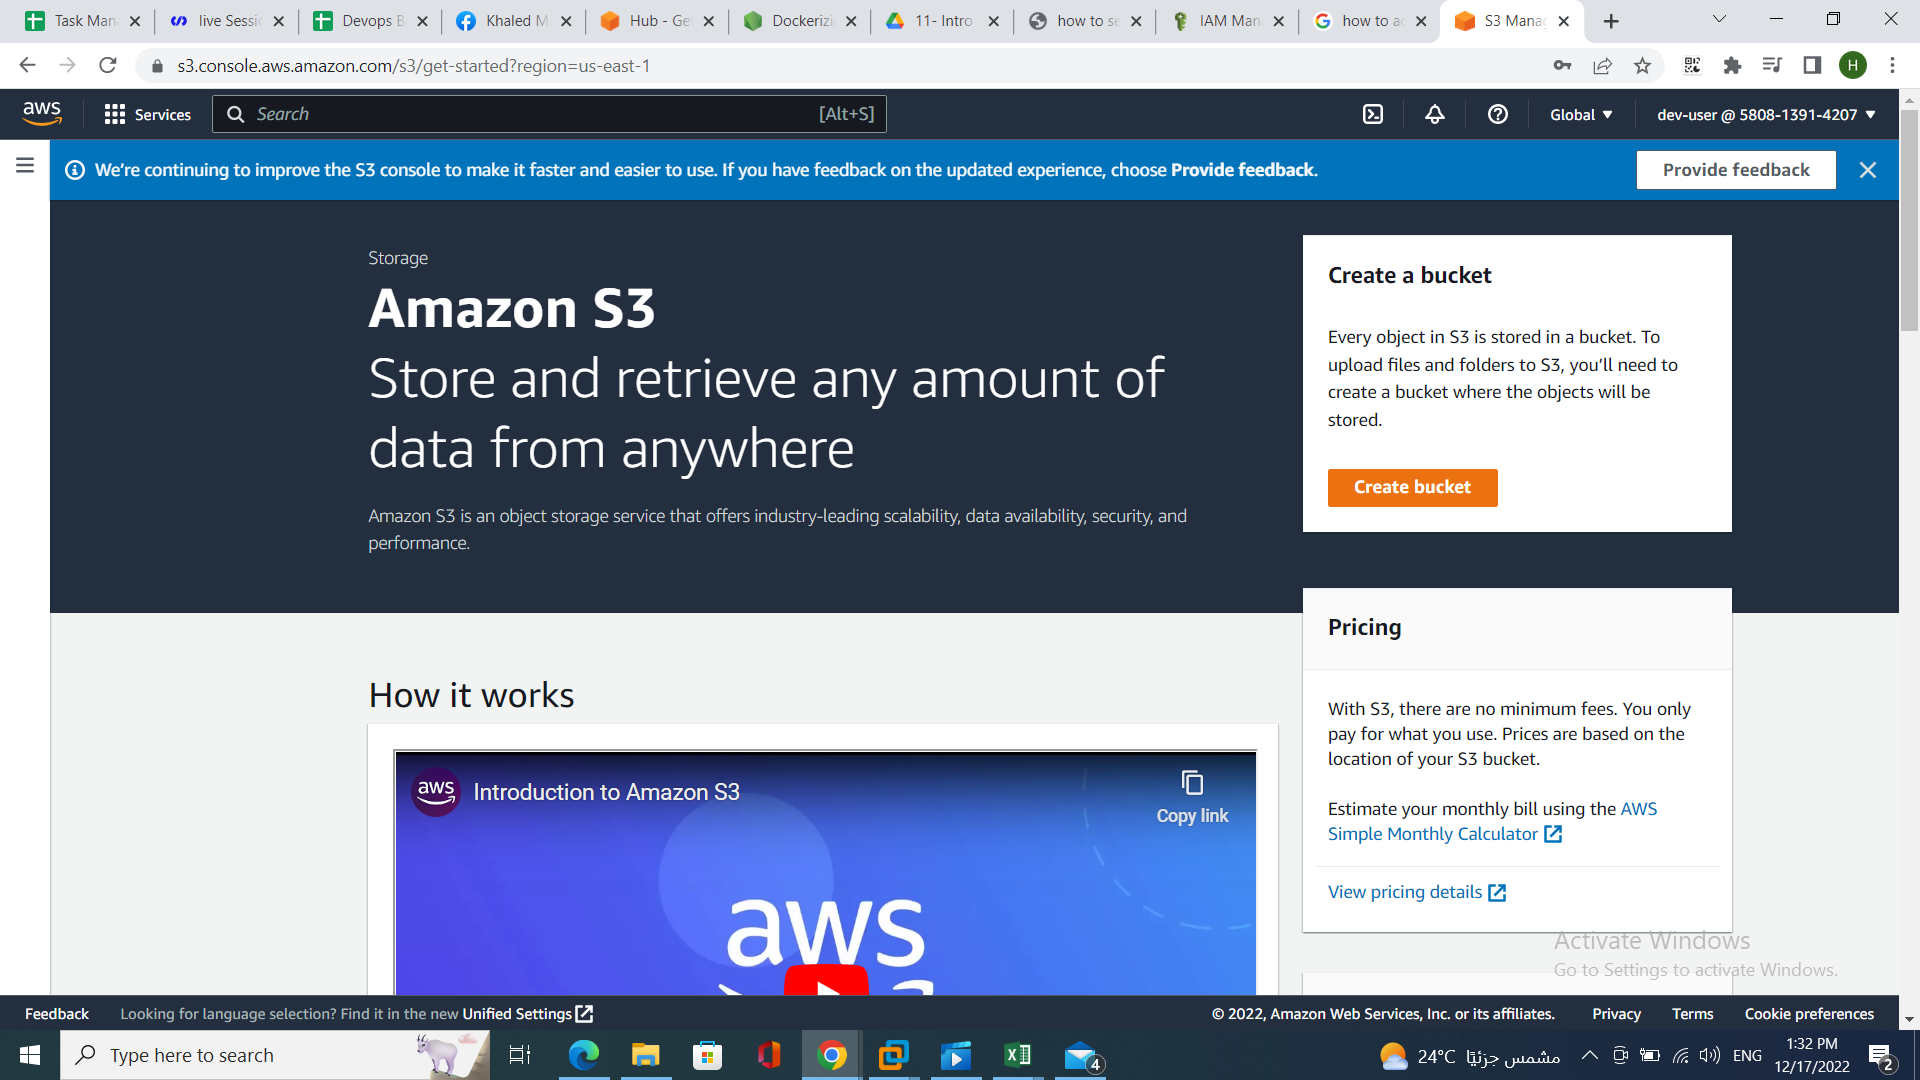 Task Man
live Sessi
Devops B
Khaled M
Hub - Ge
Dockerizi
11- Intro
how to se
IAM Man
how to ac
S3 Manag
s3.console.aws.amazon.com/s3/get-started?region=us-east-1
H
aws
Services
Search
[Alt+S]
Global
dev-user @ 5808-1391-4207
We're continuing to improve the S3 console to make it faster and easier to use. If you have feedback on the updated experience, choose Provide feedback.
Provide feedback
Storage
Amazon S3
Store and retrieve any amount of
data from anywhere
Amazon S3 is an object storage service that offers industry-leading scalability, data availability, security, and
performance.
Create a bucket
Every object in S3 is stored in a bucket. To
upload files and folders to S3, you'll need to
create a bucket where the objects will be
stored.
Create bucket
Pricing
With S3, there are no minimum fees. You only
pay for what you use. Prices are based on the
location of your S3 bucket.
Estimate your monthly bill using the AWS
Simple Monthly Calculator
View pricing details
How it works
aws
Introduction to Amazon S3
Copy link
aws
Activate Windows
Go to Settings to activate Windows.
Feedback
Looking for language selection? Find it in the new Unified Settings
© 2022, Amazon Web Services, Inc. or its affiliates.
Privacy
Terms
Cookie preferences
Type here to search
4
24°C مشمس جزئيًا
ENG
1:32 PM
12/17/2022
2